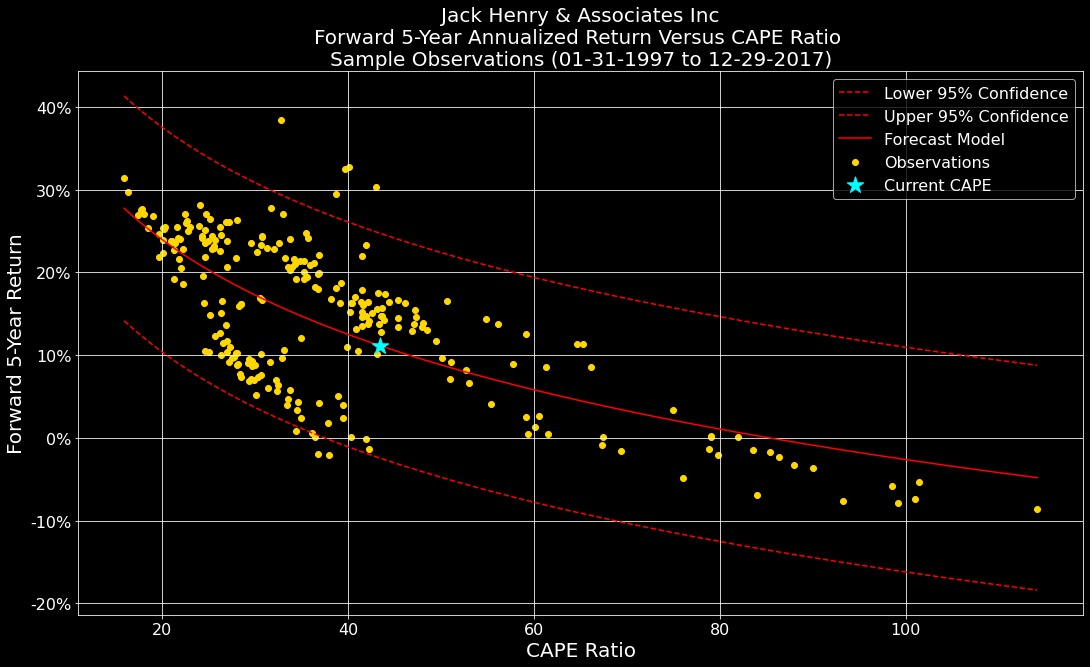 Jack Henry & Associates Inc
Forward 5-Year Annualized Return Versus CAPE Ratio
Sample Observations (01-31-1997 to 12-29-2017)
Lower 95% Confidence
Upper 95% Confidence
Forecast Model
Observations
Current CAPE
Forward 5-Year Return
40%
30%
20%
10%
0%
-10%
-20%
20
40
60
80
100
CAPE Ratio